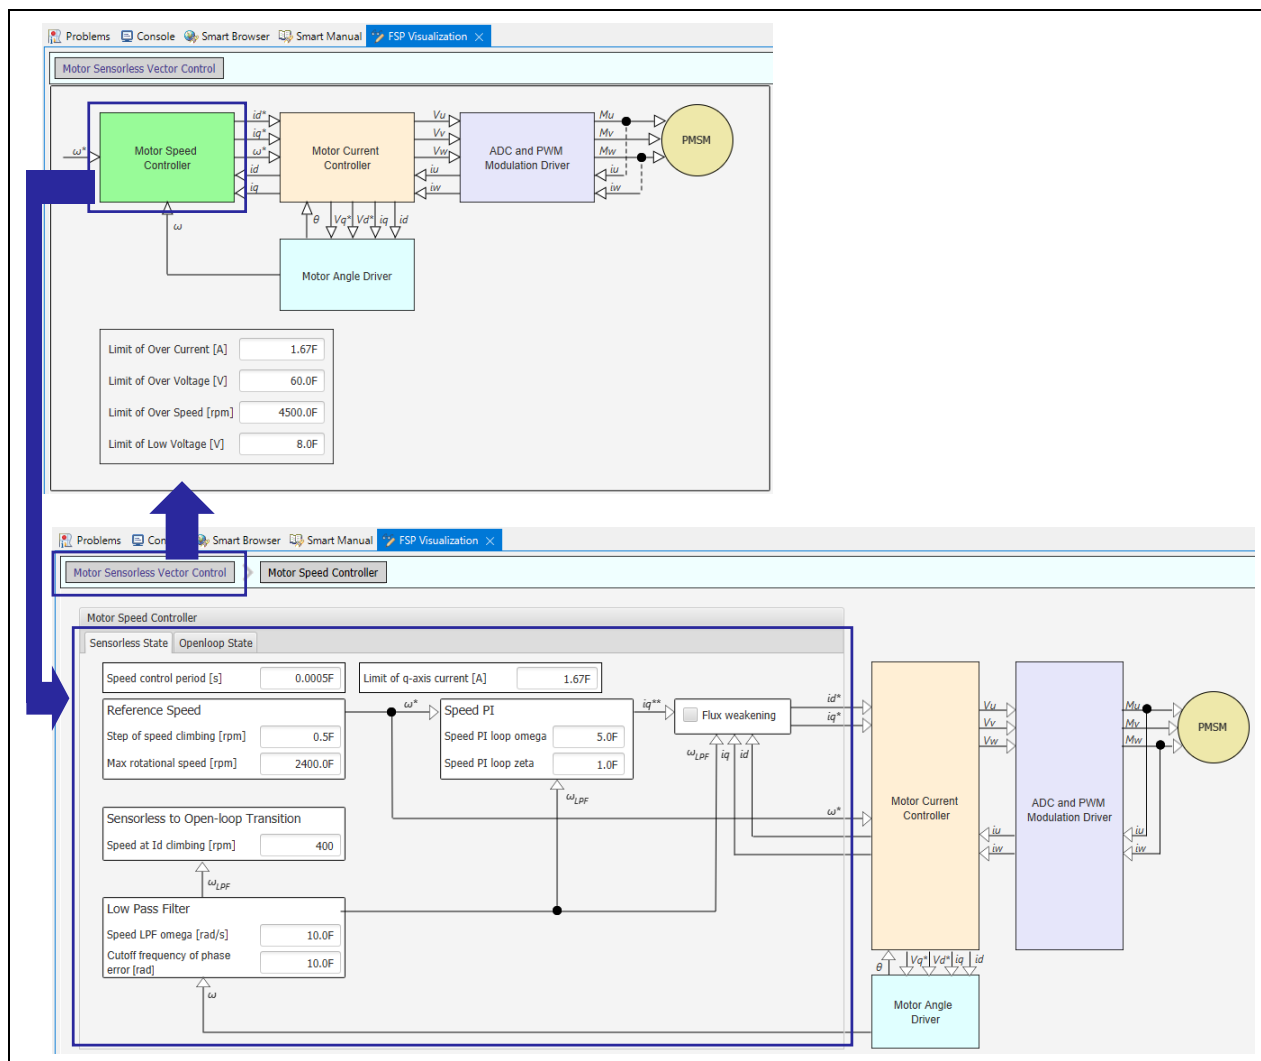 Problems Console Smart Browser Smart Manual FSP Visualization
Motor Sensorless Vector Control
ω*
Motor Speed
Controller
id*
iq*
ω*
id
iq
Motor Current
Controller
Vu
Vv
Vw
iu
iw
ADC and PWM
Modulation Driver
Mu
Mv
Mw
iu
iw
PMSM
ω
θ Vq* Vd* iq id
Motor Angle Driver
Limit of Over Current [A] 1.67F
Limit of Over Voltage [V] 60.0F
Limit of Over Speed [rpm] 4500.0F
Limit of Low Voltage [V] 8.0F
Problems Con Smart Browser Smart Manual FSP Visualization
Motor Sensorless Vector Control Motor Speed Controller
Motor Speed Controller
Sensorless State Openloop State
Speed control period [s] 0.0005F
Limit of q-axis current [A] 1.67F
Reference Speed
Step of speed climbing [rpm] 0.5F
Max rotational speed [rpm] 2400.0F
ω*
Speed PI
Speed PI loop omega 5.0F
Speed PI loop zeta 1.0F
iq**
Flux weakening
id*
iq*
ωLPF iq id
ωLPF
ω*
Sensorless to Open-loop Transition
Speed at Id climbing [rpm] 400
ωLPF
Low Pass Filter
Speed LPF omega [rad/s] 10.0F
Cutoff frequency of phase
error [rad] 10.0F
ω
Motor Current
Controller
Vu
Vv
Vw
iu
iw
ADC and PWM
Modulation Driver
Mu
Mv
Mw
iu
iw
PMSM
θ Vq* Vd* iq id
Motor Angle
Driver